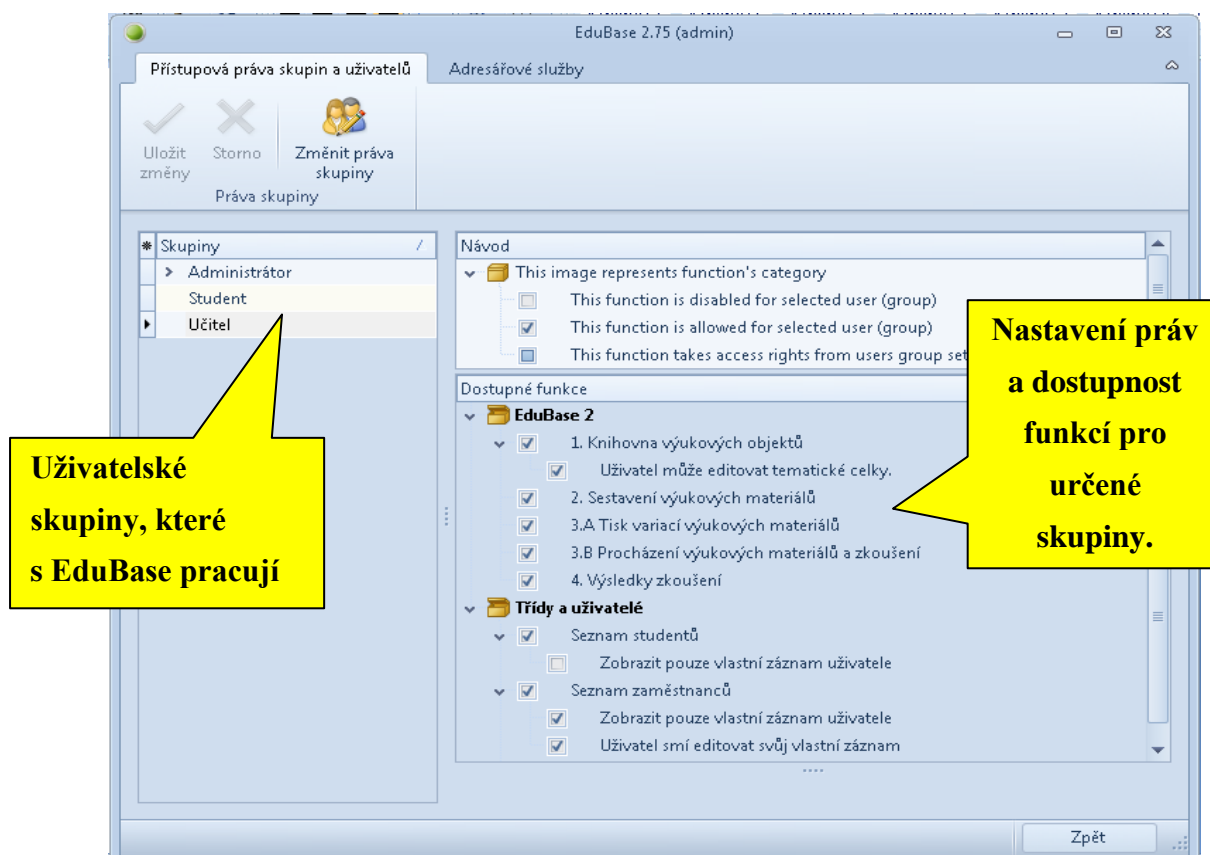 EduBase 2.75 (admin)
Přístupová práva skupin a uživatelů
Adresářové služby
Uložit
změny
Storno
Změnit práva
skupiny
Práva skupiny
Skupiny
Administrátor
Student
Učitel
Uživatelské
skupiny, které
s EduBase pracují
Návod
This image represents function's category
This function is disabled for selected user (group)
This function is allowed for selected user (group)
This function takes access rights from users group set
Dostupné funkce
EduBase 2
1. Knihovna výukových objektů
Uživatel může editovat tematické celky.
2. Sestavení výukových materiálů
3.A Tisk variací výukových materiálů
3.B Procházení výukových materiálů a zkoušení
4. Výsledky zkoušení
Třídy a uživatelé
Seznam studentů
Zobrazit pouze vlastní záznam uživatele
Seznam zaměstnanců
Zobrazit pouze vlastní záznam uživatele
Uživatel smí editovat svůj vlastní záznam
Nastavení práv
a dostupnost
funkcí pro
určené
skupiny.
Zpět